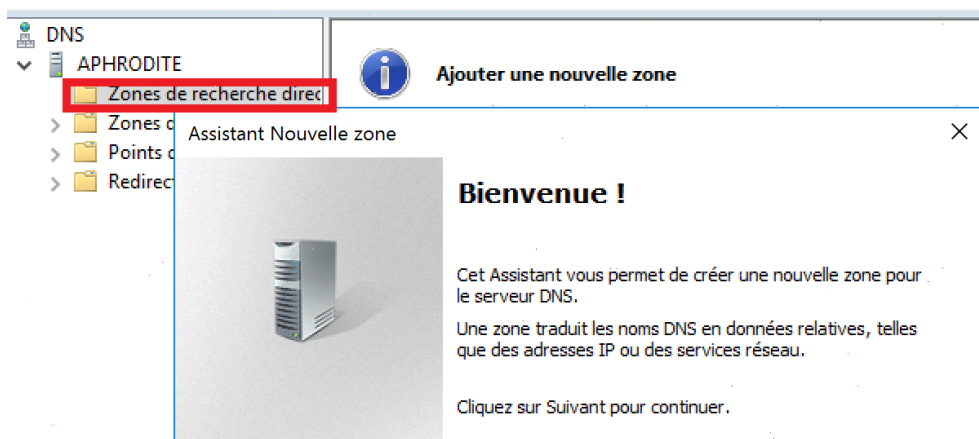 DNS
APHRODITE
Zones de recherche direc
Zones d
Points d
Redirec
Ajouter une nouvelle zone
Assistant Nouvelle zone
Bienvenue !
Cet Assistant vous permet de créer une nouvelle zone pour
le serveur DNS.
Une zone traduit les noms DNS en données relatives, telles
que des adresses IP ou des services réseau.
Cliquez sur Suivant pour continuer.